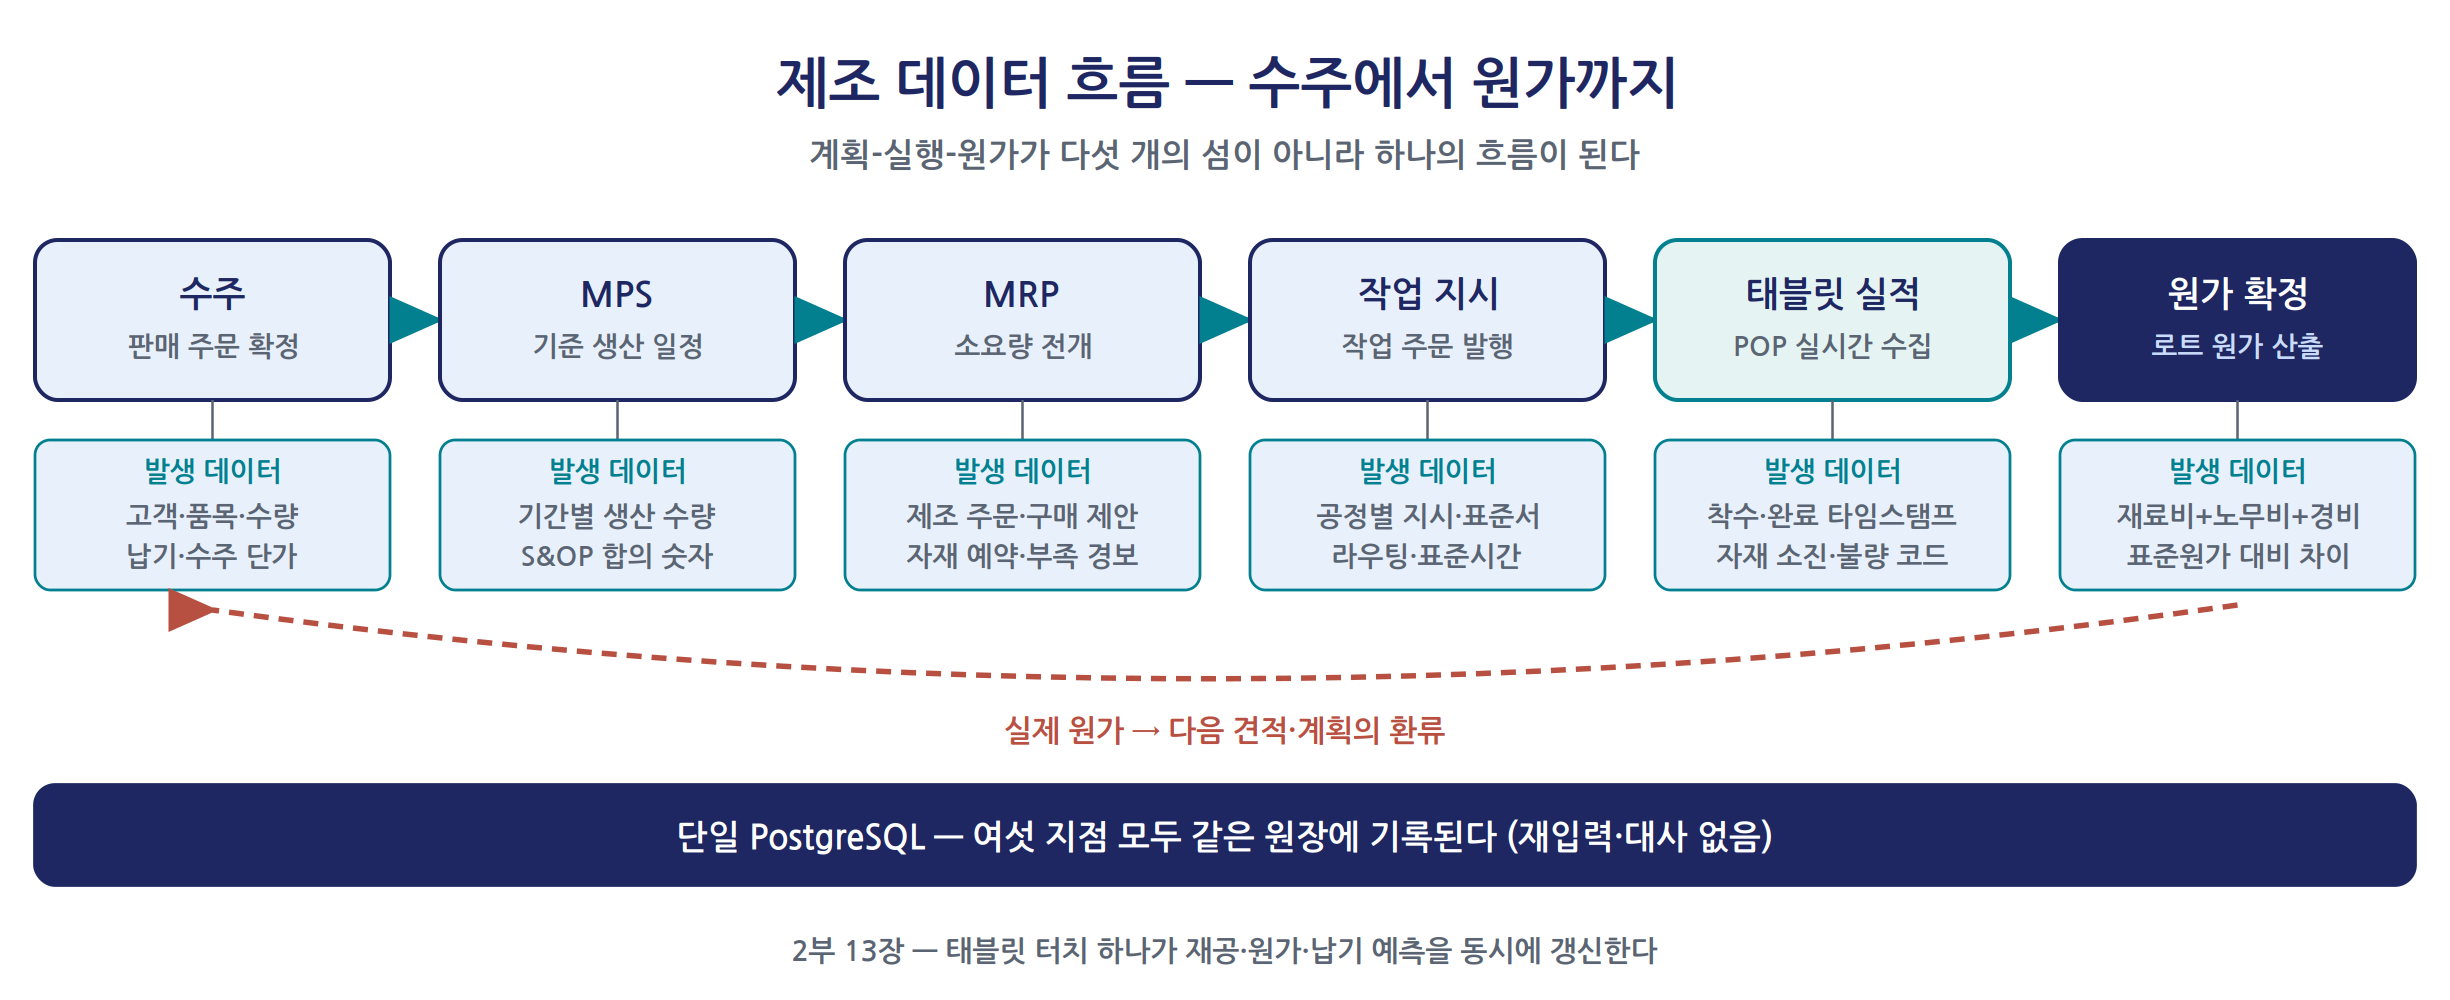 제조 데이터 흐름 — 수주에서 원가까지
계획-실행-원가가 다섯 개의 섬이 아니라 하나의 흐름이 된다
수주
판매 주문 확정
MPS
기준 생산 일정
MRP
소요량 전개
작업 지시
작업 주문 발행
태블릿 실적
POP 실시간 수집
원가 확정
로트 원가 산출
발생 데이터
고객·품목·수량
납기·수주 단가
발생 데이터
기간별 생산 수량
S&OP 합의 숫자
발생 데이터
제조 주문·구매 제안
자재 예약·부족 경보
발생 데이터
공정별 지시·표준서
라우팅·표준시간
발생 데이터
착수·완료 타임스탬프
자재 소진·불량 코드
발생 데이터
재료비+노무비+경비
표준원가 대비 차이
실제 원가 → 다음 견적·계획의 환류
단일 PostgreSQL — 여섯 지점 모두 같은 원장에 기록된다 (재입력·대사 없음)
2부 13장 — 태블릿 터치 하나가 재공·원가·납기 예측을 동시에 갱신한다